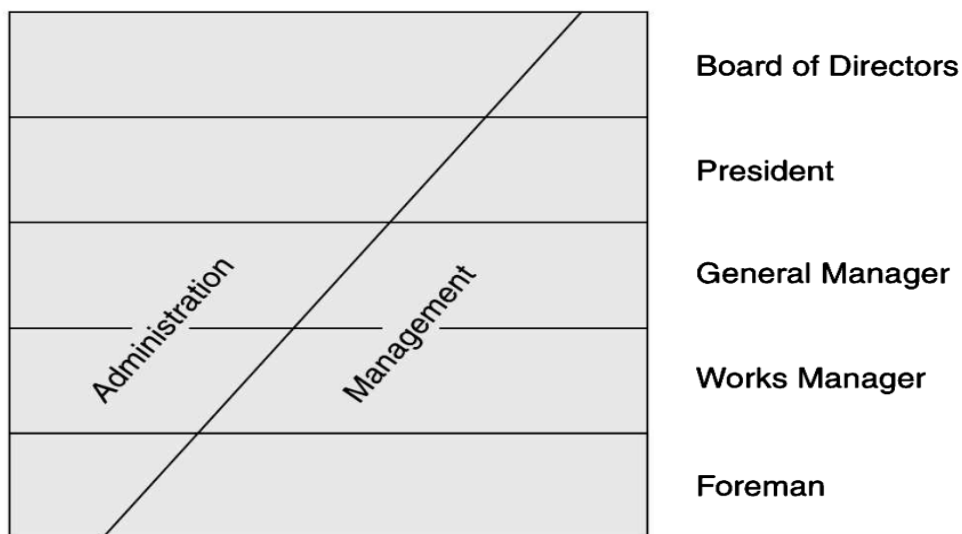 Board of Directors
President
General Manager
Administration
Management
Works Manager
Foreman